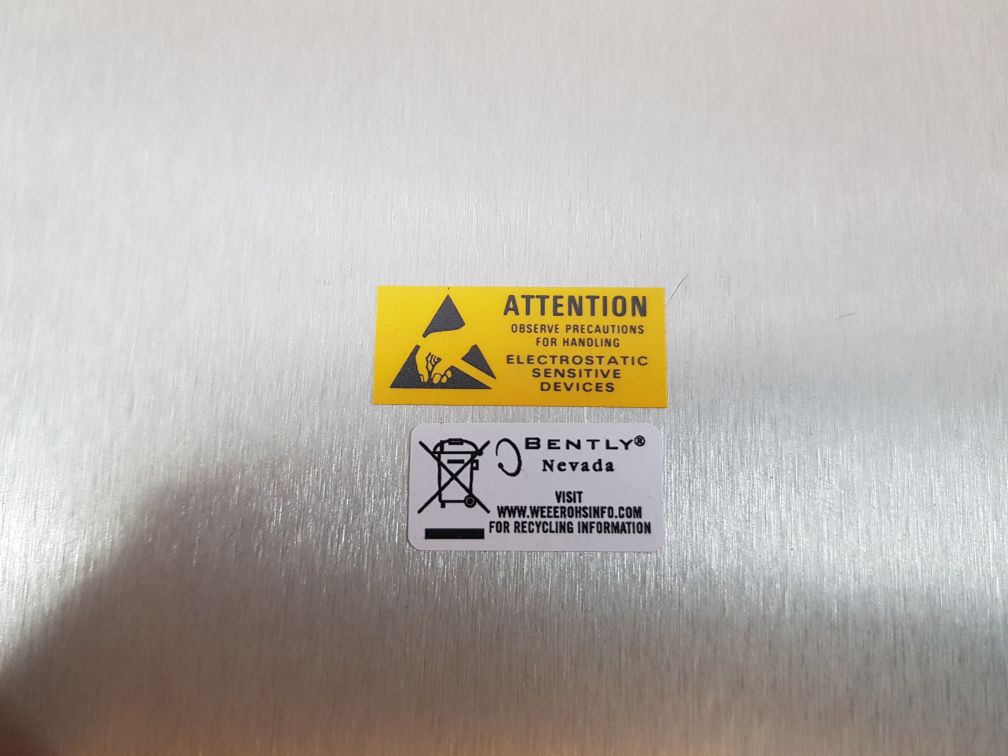 ATTENTION
OBSERVE PRECAUTIONS
FOR HANDLING
ELECTROSTATIC
SENSITIVE
DEVICES
BENTLY®
Nevada
VISIT
WWW.WEEEROHSINFO.COM
FOR RECYCLING INFORMATION